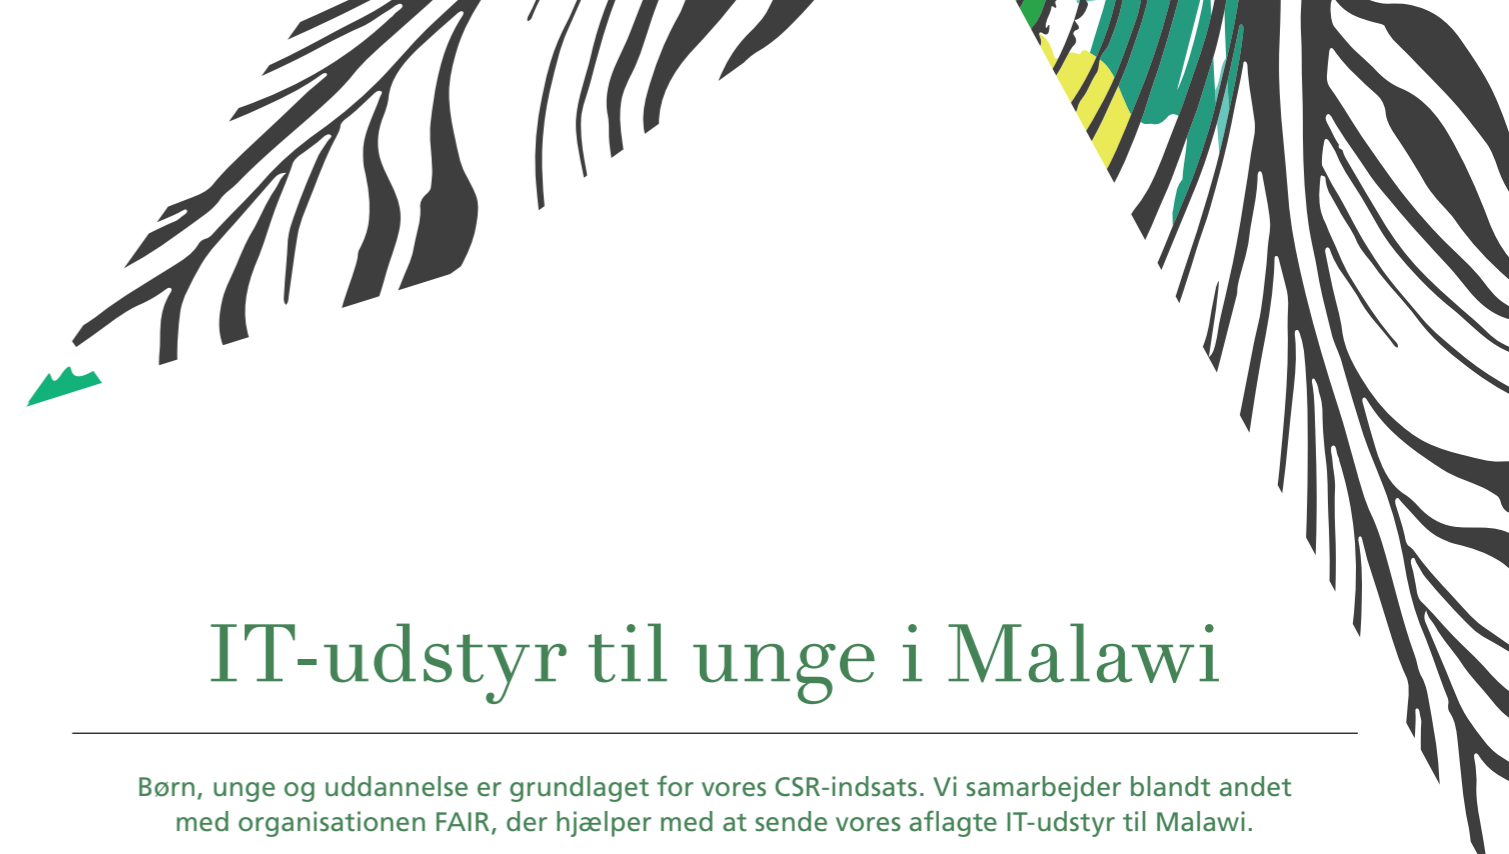 IT-udstyr til unge i Malawi
Børn, unge og uddannelse er grundlaget for vores CSR-indsats. Vi samarbejder blandt andet
med organisationen FAIR, der hjælper med at sende vores aflagte IT-udstyr til Malawi.